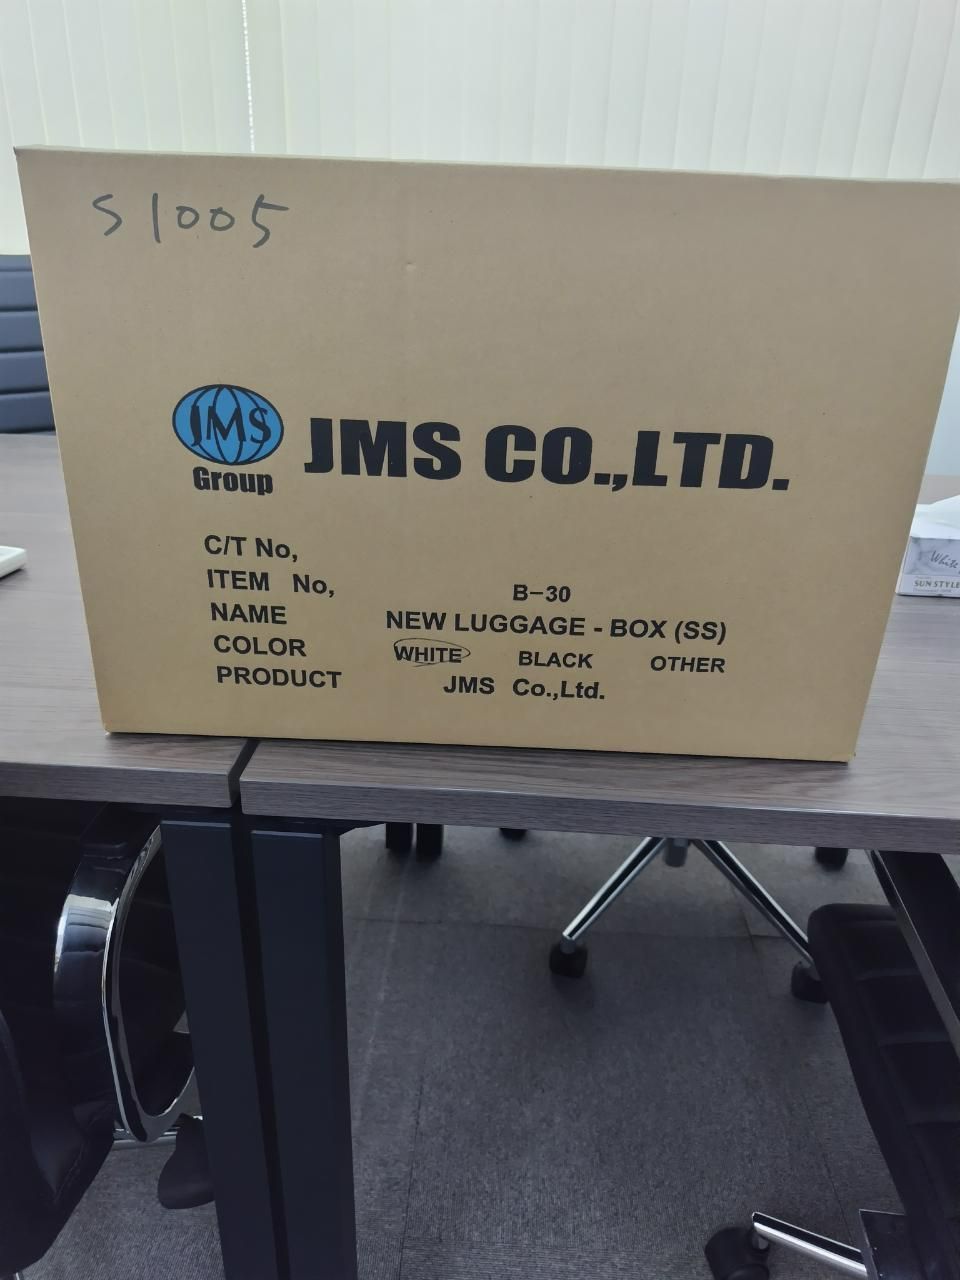 S1005
JMS
Group
JMS CO.,LTD.
C/T No,
ITEM No, B-30
NAME NEW LUGGAGE - BOX (SS)
COLOR WHITE BLACK OTHER
PRODUCT JMS Co.,Ltd.
White
SUN STYLE